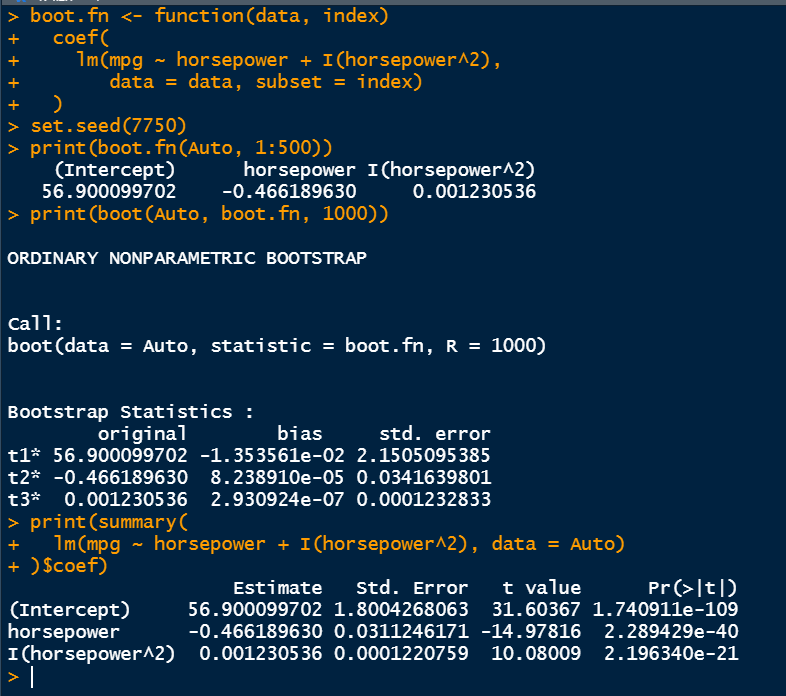 > boot.fn <- function(data, index)
+   coef(
+     lm(mpg ~ horsepower + I(horsepower^2),
+        data = data, subset = index)
+   )
> set.seed(7750)
> print(boot.fn(Auto, 1:500))
    (Intercept)      horsepower I(horsepower^2)
   56.900099702    -0.466189630     0.001230536
> print(boot(Auto, boot.fn, 1000))

ORDINARY NONPARAMETRIC BOOTSTRAP


Call:
boot(data = Auto, statistic = boot.fn, R = 1000)


Bootstrap Statistics :
        original        bias     std. error
t1* 56.900099702 -1.353561e-02 2.1505095385
t2* -0.466189630  8.238910e-05 0.0341639801
t3*  0.001230536  2.930924e-07 0.0001232833
> print(summary(
+   lm(mpg ~ horsepower + I(horsepower^2), data = Auto)
+ )$coef)
                    Estimate   Std. Error   t value      Pr(>|t|)
(Intercept)     56.900099702 1.8004268063  31.60367 1.740911e-109
horsepower      -0.466189630 0.0311246171 -14.97816  2.289429e-40
I(horsepower^2)  0.001230536 0.0001220759  10.08009  2.196340e-21
>